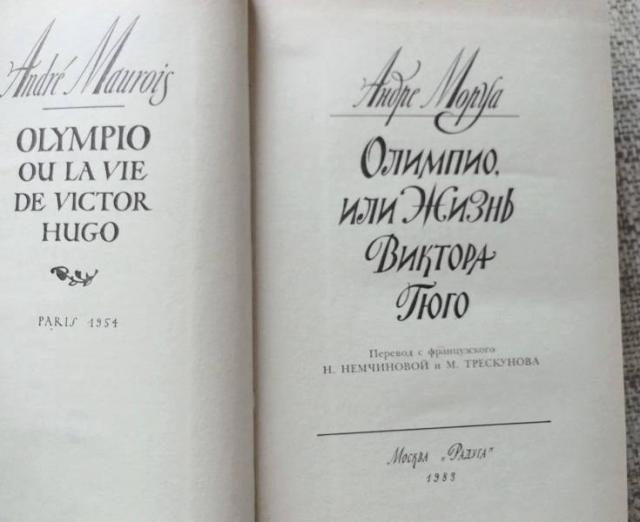 André Maurois
OLYMPIO
OU LA VIE
DE VICTOR
HUGO
PARIS 1954
Андре Моруа
Олимпио,
или Жизнь
Виктора
Гюго
Перевод с французского
Н. НЕМЧИНОВОЙ и М. ТРЕСКУНОВА
Москва „Радуга"
1983